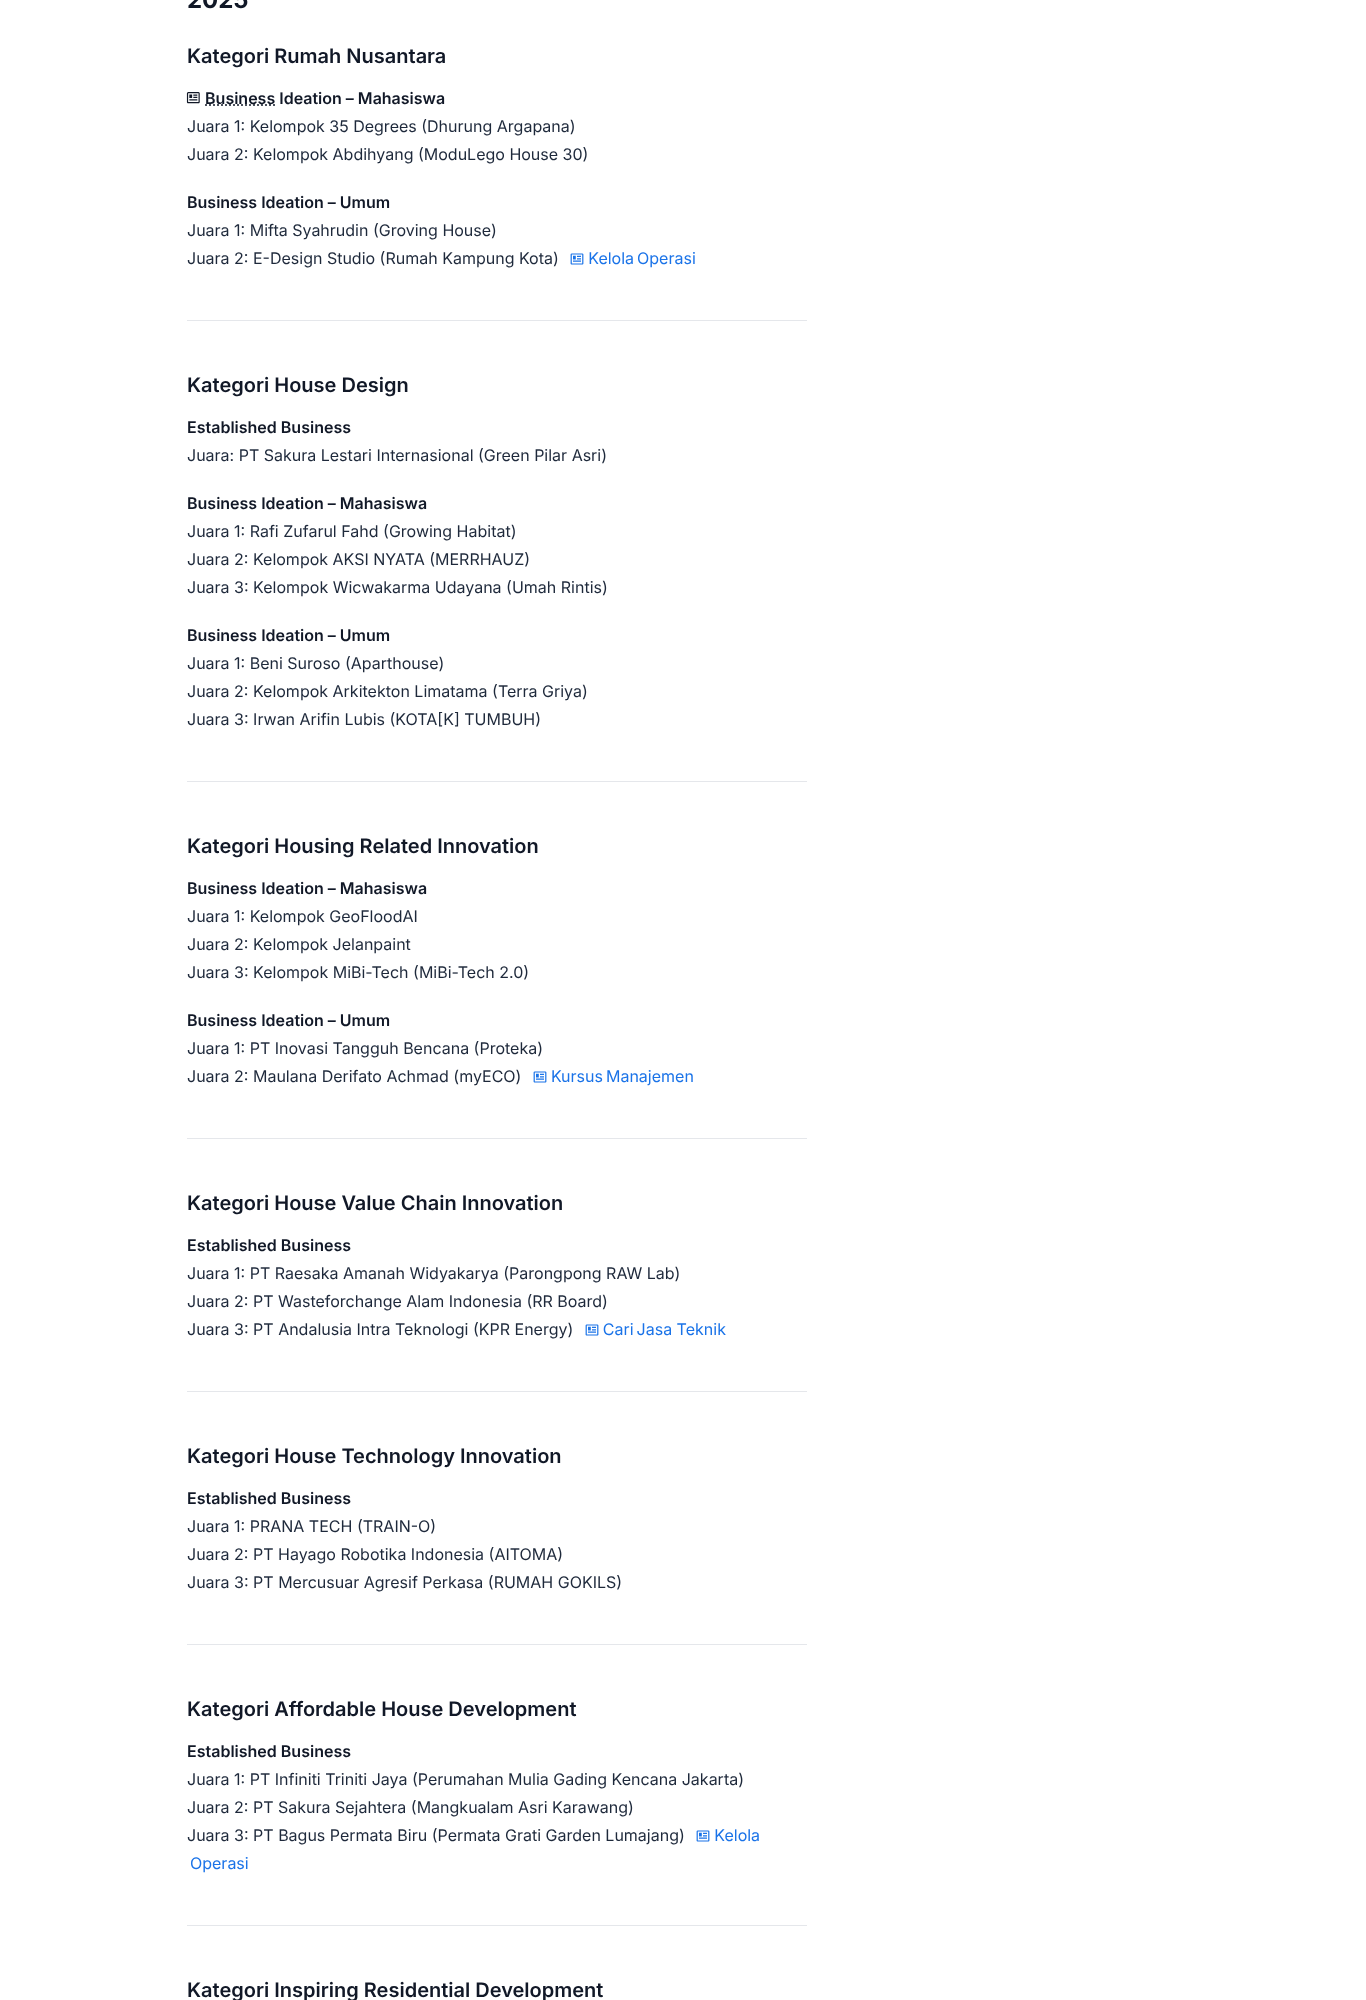 2025
Kategori Rumah Nusantara
Business Ideation – Mahasiswa
Juara 1: Kelompok 35 Degrees (Dhurung Argapana)
Juara 2: Kelompok Abdihyang (ModuLego House 30)
Business Ideation – Umum
Juara 1: Mifta Syahrudin (Groving House)
Juara 2: E-Design Studio (Rumah Kampung Kota) Kelola Operasi
Kategori House Design
Established Business
Juara: PT Sakura Lestari Internasional (Green Pilar Asri)
Business Ideation – Mahasiswa
Juara 1: Rafi Zufarul Fahd (Growing Habitat)
Juara 2: Kelompok AKSI NYATA (MERRHAUZ)
Juara 3: Kelompok Wicwakarma Udayana (Umah Rintis)
Business Ideation – Umum
Juara 1: Beni Suroso (Aparthouse)
Juara 2: Kelompok Arkitekton Limatama (Terra Griya)
Juara 3: Irwan Arifin Lubis (KOTA[K] TUMBUH)
Kategori Housing Related Innovation
Business Ideation – Mahasiswa
Juara 1: Kelompok GeoFloodAI
Juara 2: Kelompok Jelanpaint
Juara 3: Kelompok MiBi-Tech (MiBi-Tech 2.0)
Business Ideation – Umum
Juara 1: PT Inovasi Tangguh Bencana (Proteka)
Juara 2: Maulana Derifato Achmad (myECO) Kursus Manajemen
Kategori House Value Chain Innovation
Established Business
Juara 1: PT Raesaka Amanah Widyakarya (Parongpong RAW Lab)
Juara 2: PT Wasteforchange Alam Indonesia (RR Board)
Juara 3: PT Andalusia Intra Teknologi (KPR Energy) Cari Jasa Teknik
Kategori House Technology Innovation
Established Business
Juara 1: PRANA TECH (TRAIN-O)
Juara 2: PT Hayago Robotika Indonesia (AITOMA)
Juara 3: PT Mercusuar Agresif Perkasa (RUMAH GOKILS)
Kategori Affordable House Development
Established Business
Juara 1: PT Infiniti Triniti Jaya (Perumahan Mulia Gading Kencana Jakarta)
Juara 2: PT Sakura Sejahtera (Mangkualam Asri Karawang)
Juara 3: PT Bagus Permata Biru (Permata Grati Garden Lumajang) Kelola
Operasi
Kategori Inspiring Residential Development